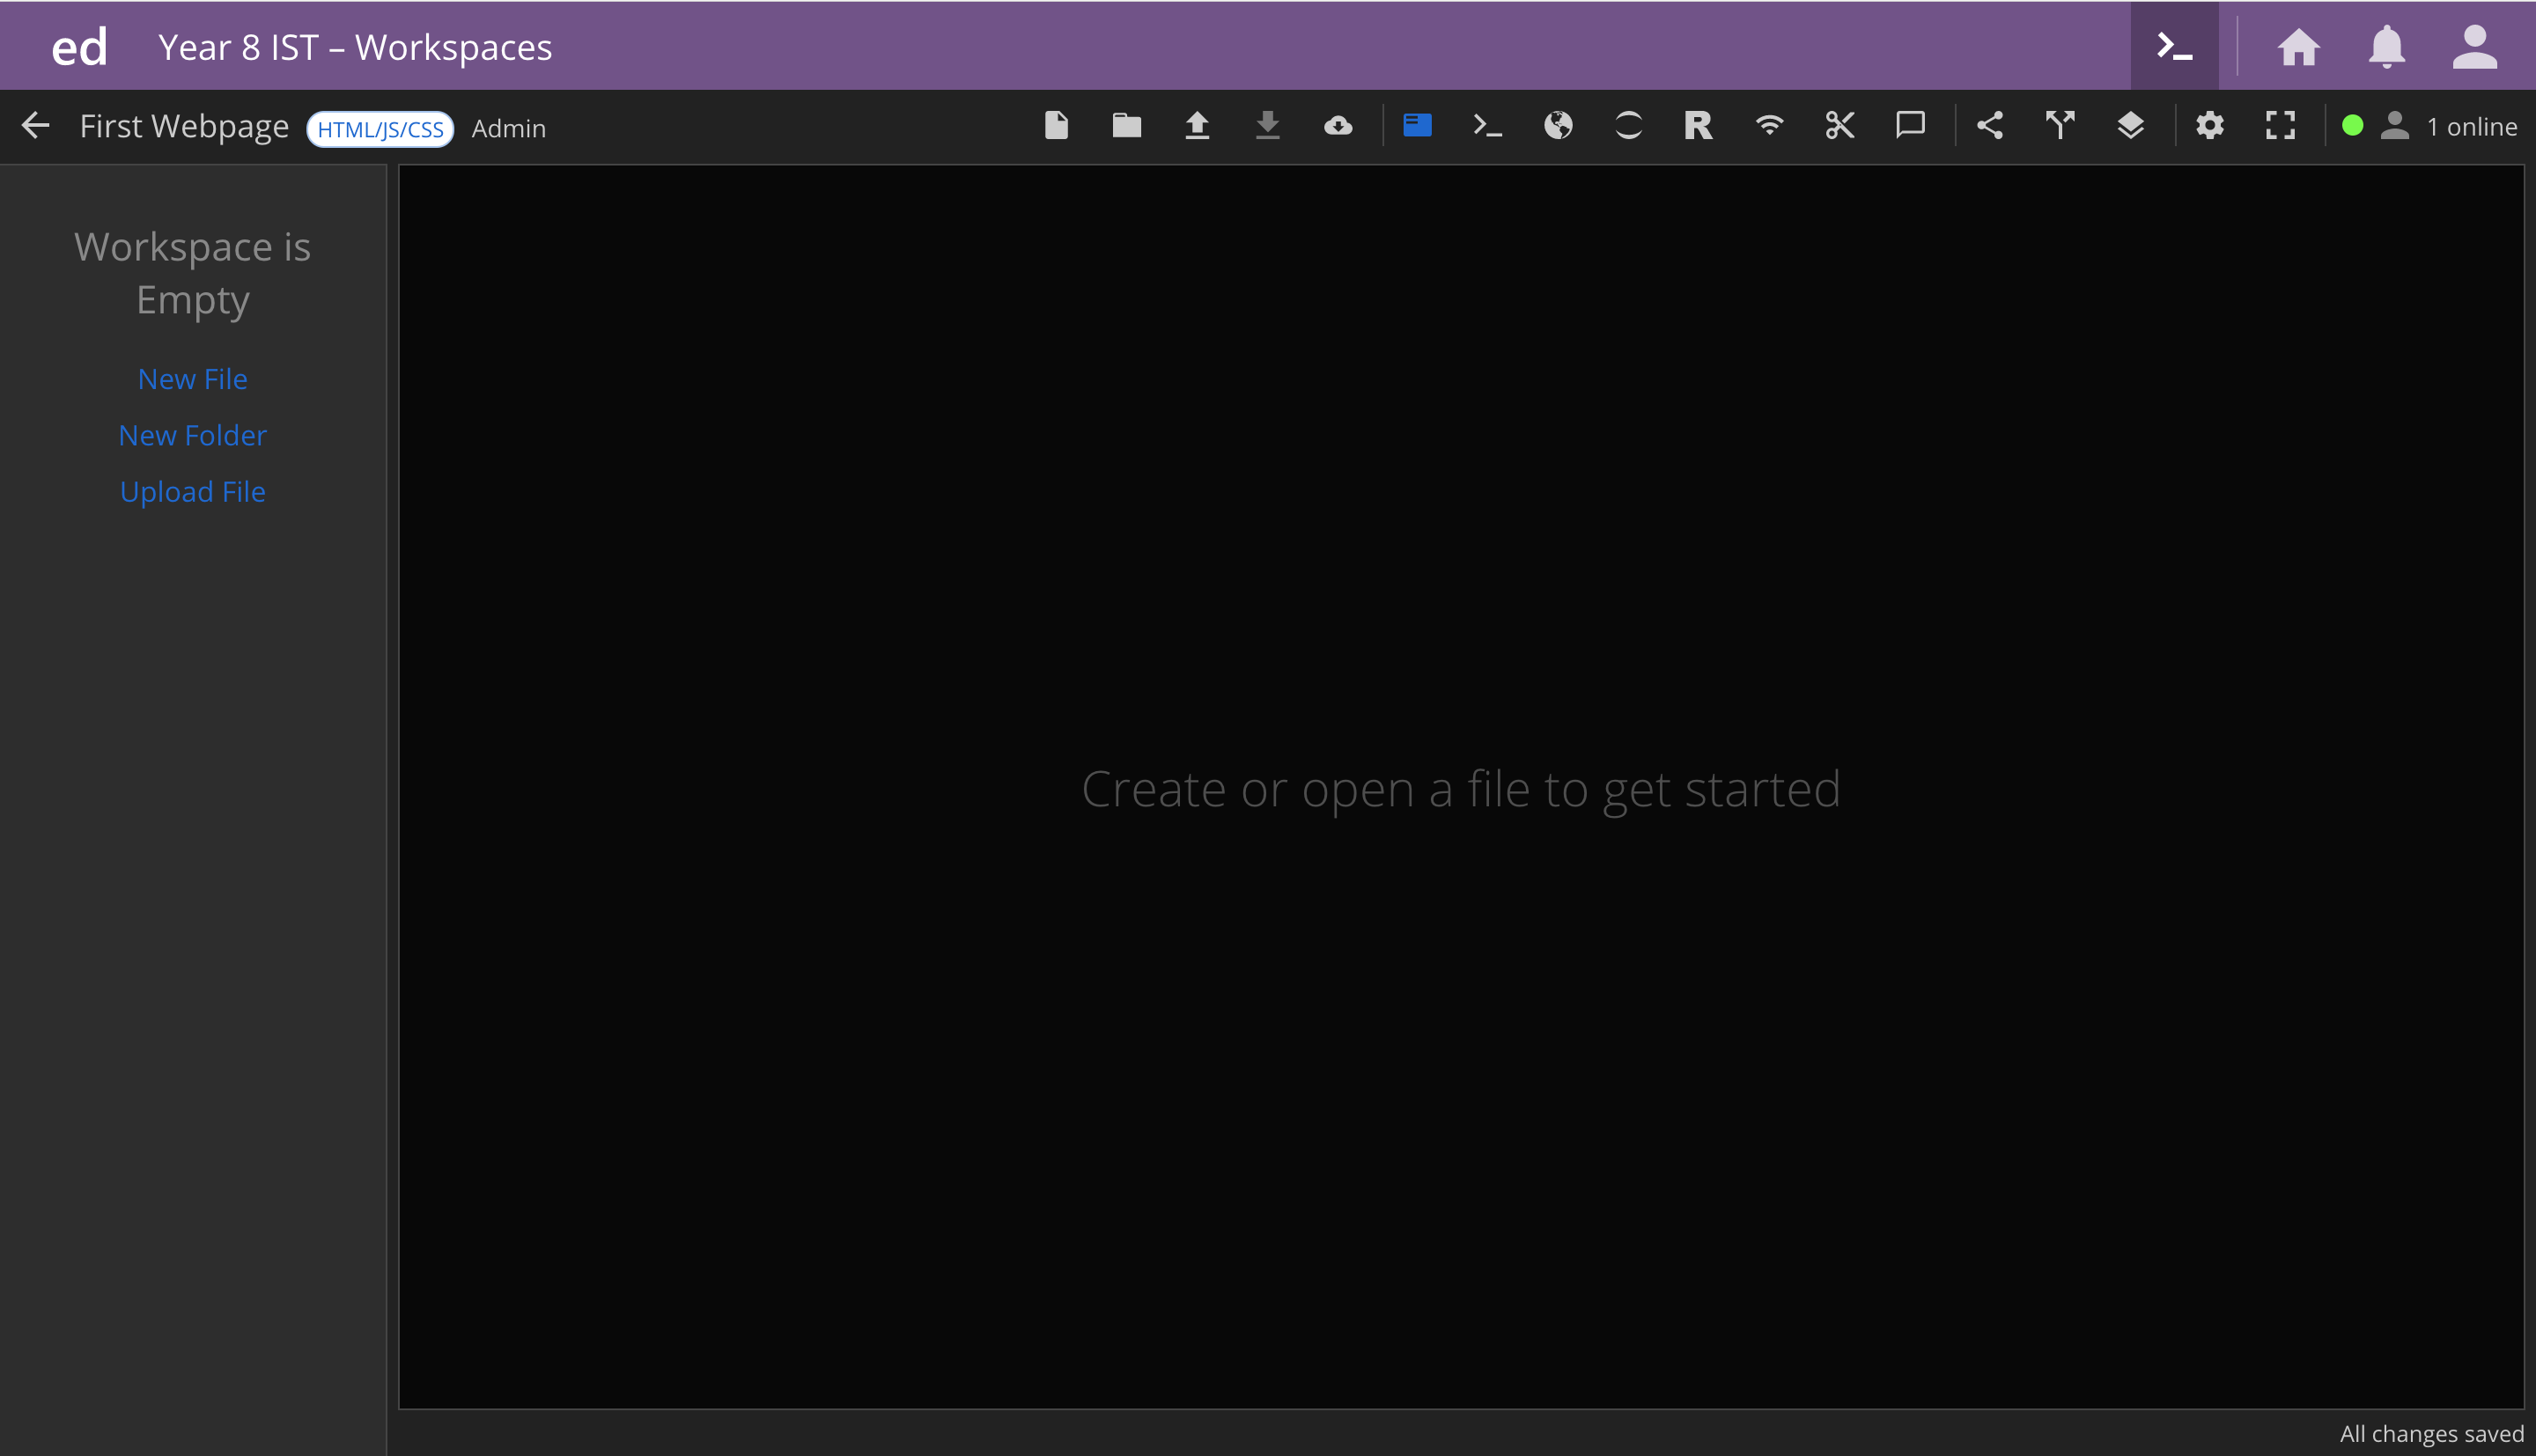 ed
Year 8 IST – Workspaces
First Webpage HTML/JS/CSS Admin
1 online
Workspace is
Empty
New File
New Folder
Upload File
Create or open a file to get started
All changes saved